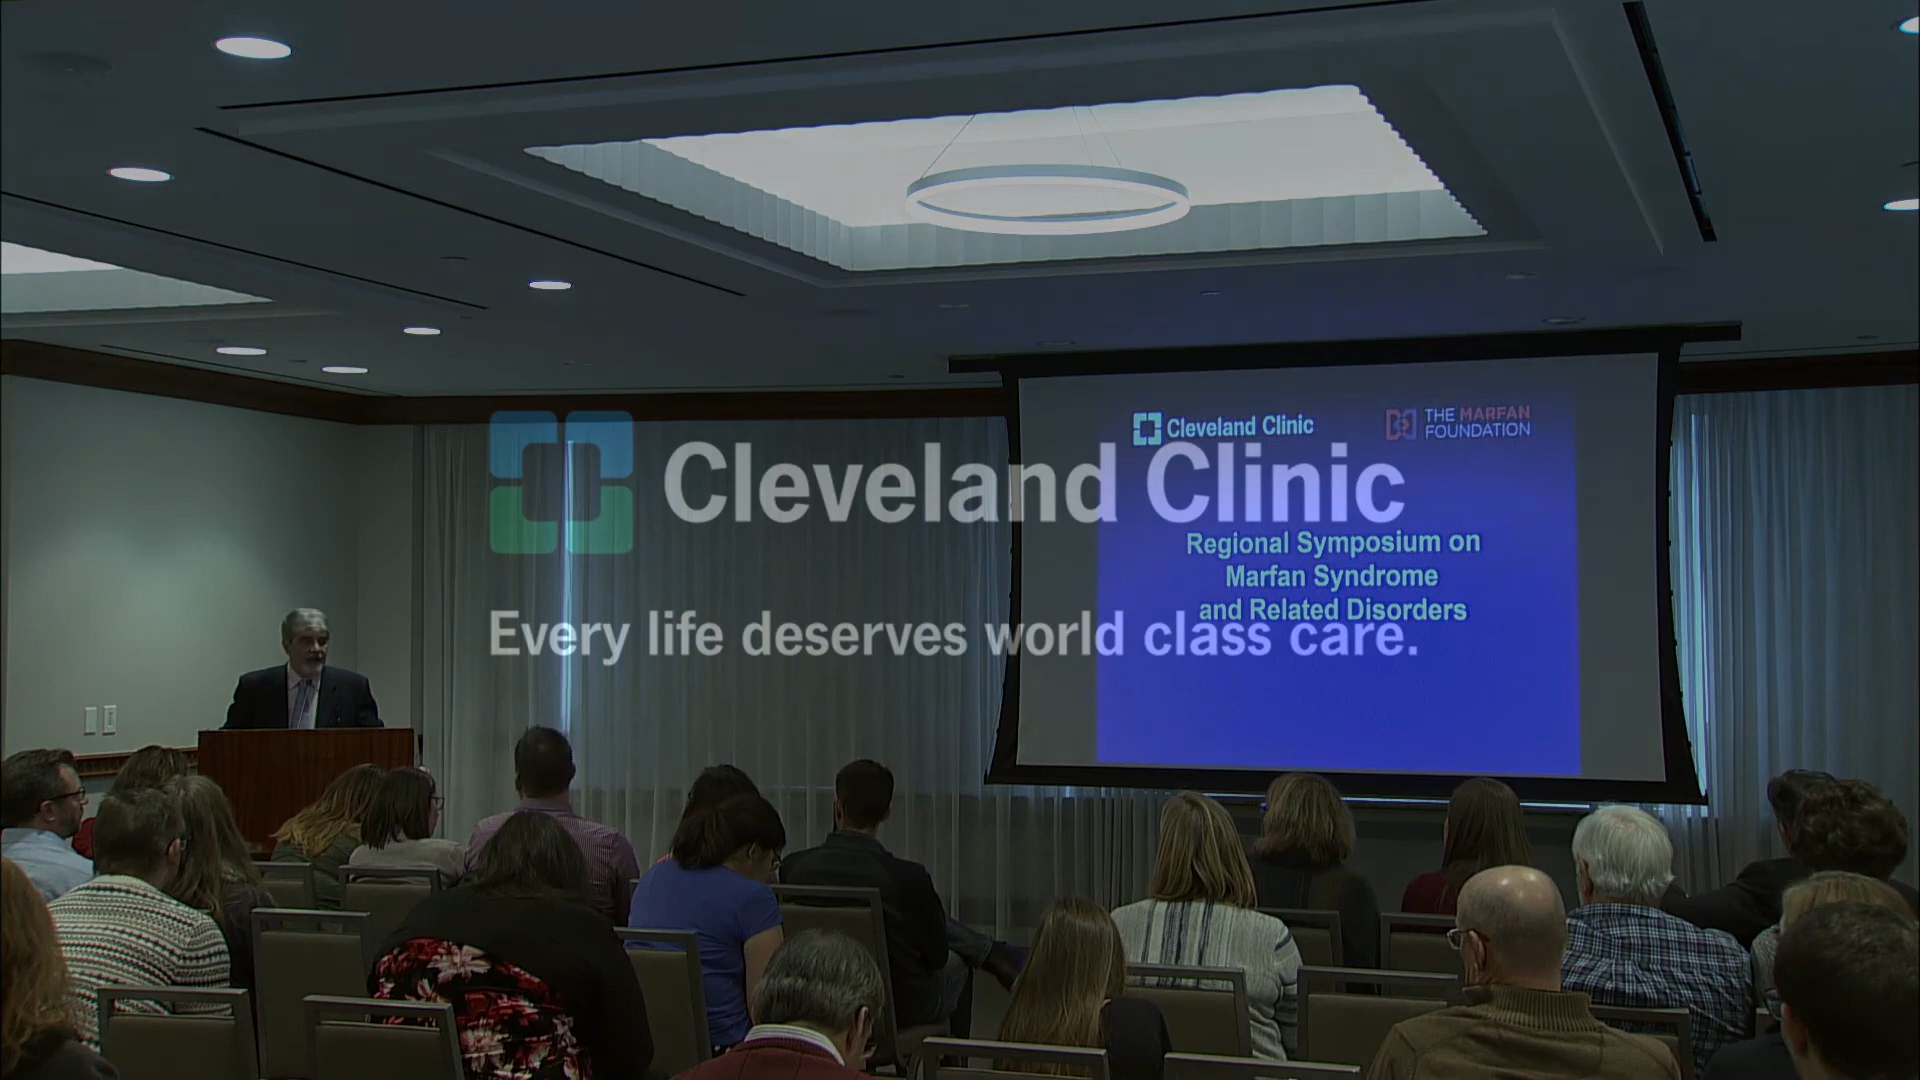 Cleveland Clinic
THE MARFAN
FOUNDATION
Cleveland Clinic
Regional Symposium on
Marfan Syndrome
and Related Disorders
Every life deserves world class care.